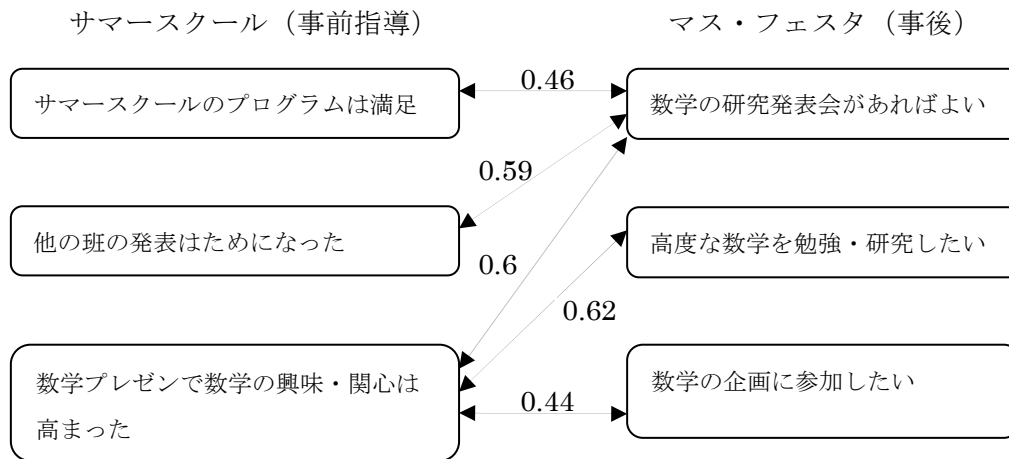 サマースクール（事前指導）
マス・フェスタ（事後）
サマースクールのプログラムは満足
0.46
数学の研究発表会があればよい
0.59
他の班の発表はためになった
0.6
高度な数学を勉強・研究したい
0.62
数学プレゼンで数学の興味・関心は
高まった
0.44
数学の企画に参加したい